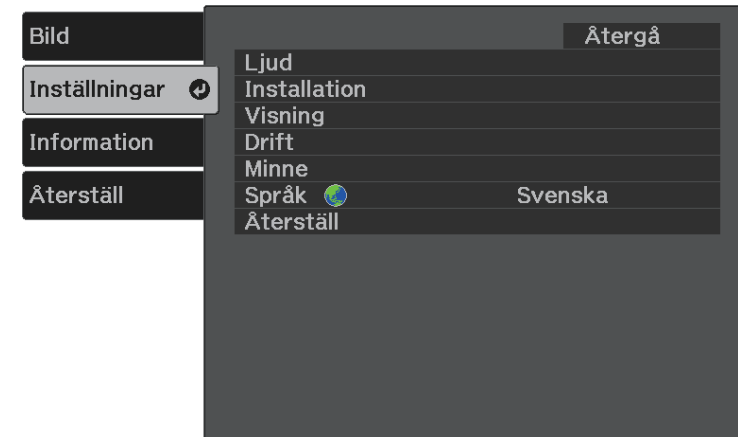 Bild
Inställningar
Information
Återställ
Återgå
Ljud
Installation
Visning
Drift
Minne
Språk Svenska
Återställ